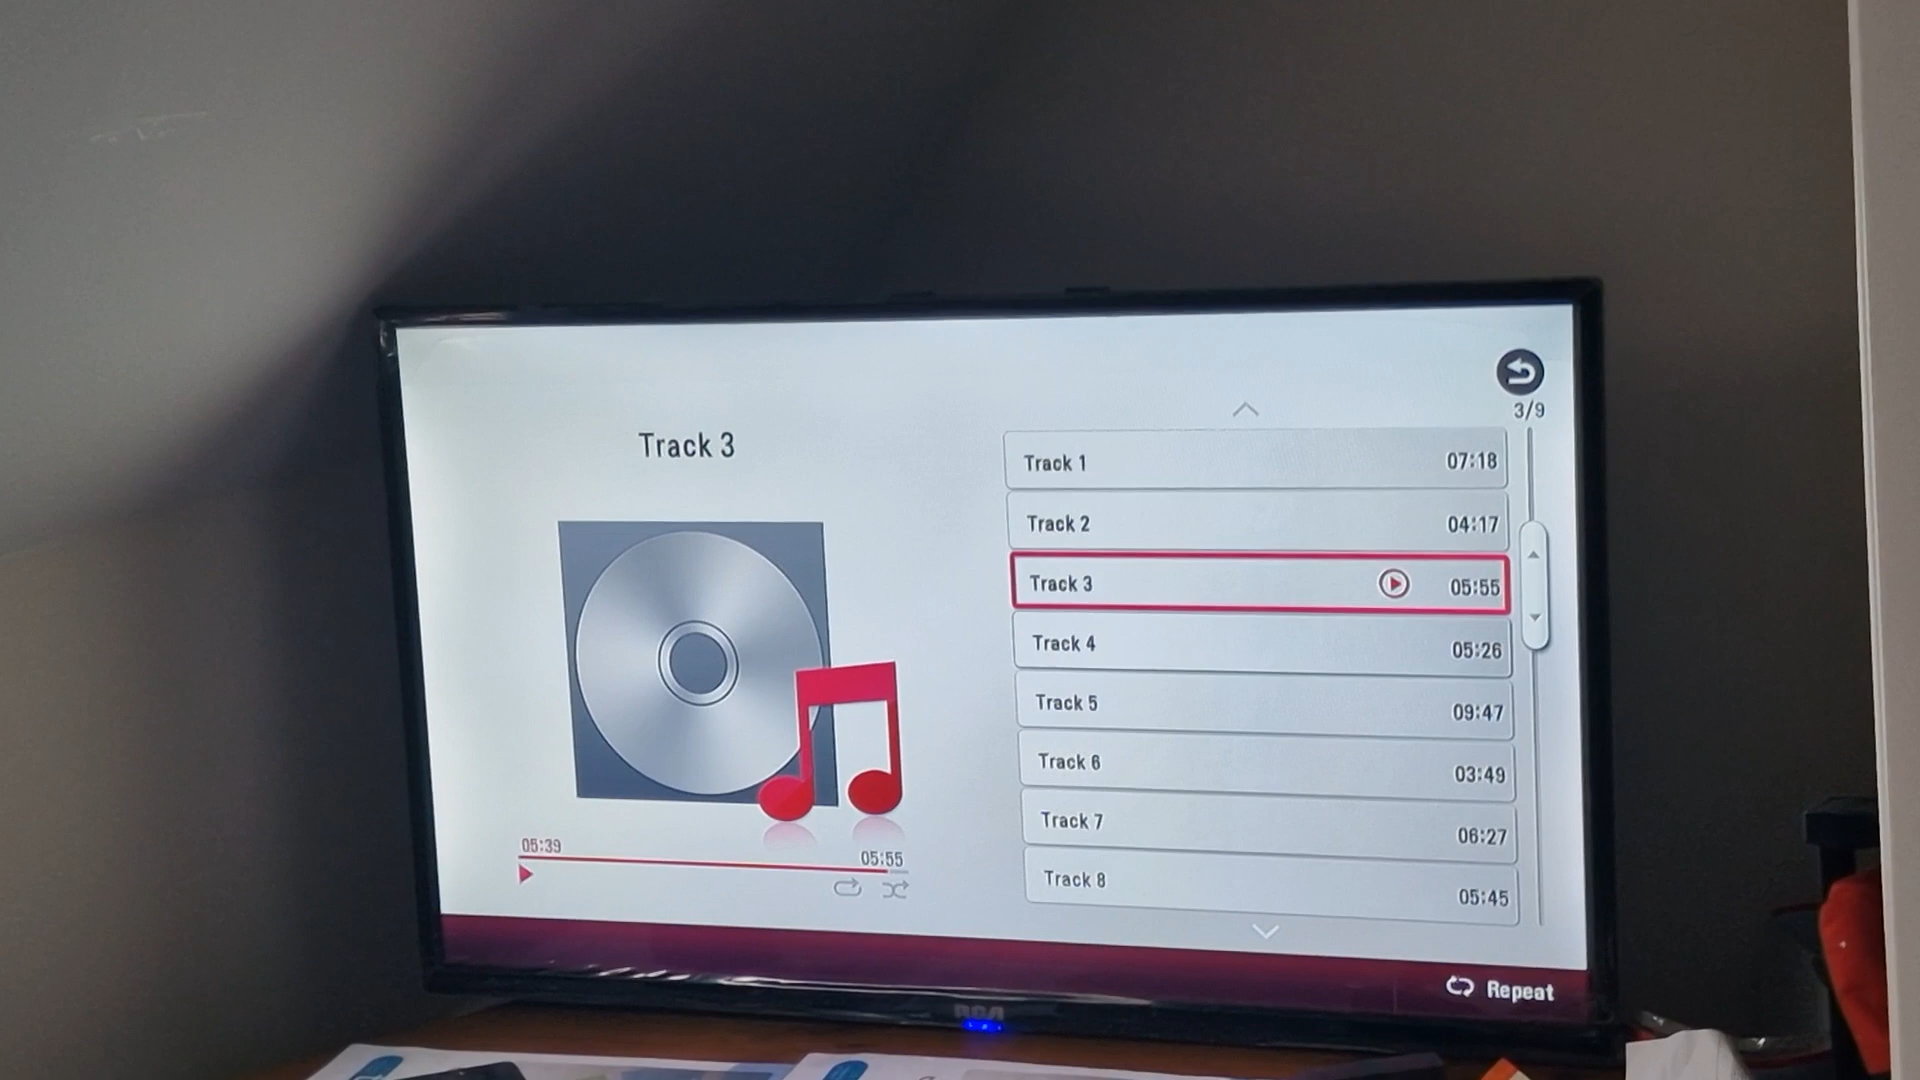 Track 3
05:39
05:55
3/9
Track 1 07:18
Track 2 04:17
Track 3 05:55
Track 4 05:26
Track 5 09:47
Track 6 03:49
Track 7 06:27
Track 8 05:45
Repeat
RCA